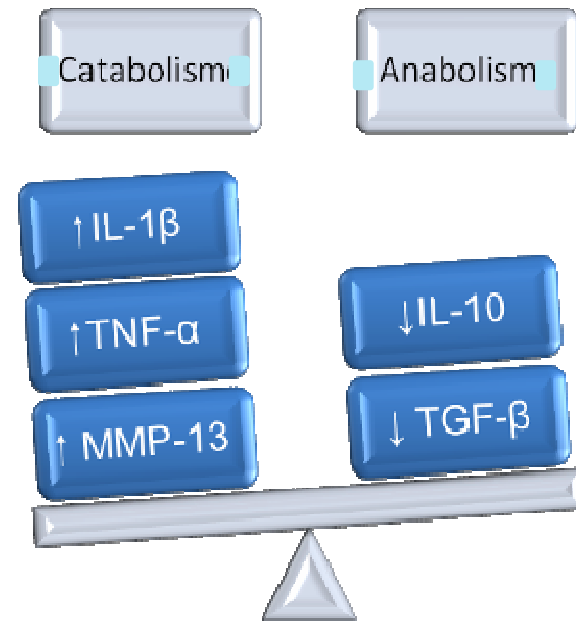 Catabolism
Anabolism
↑ IL-1β
↑ TNF-α
↑ MMP-13
↓ IL-10
↓ TGF-β